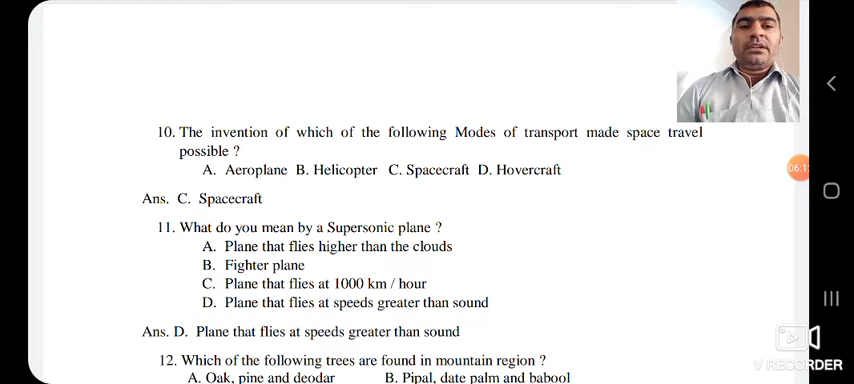 10. The invention of which of the following Modes of transport made space travel
possible ?
A. Aeroplane B. Helicopter C. Spacecraft D. Hovercraft
Ans. C. Spacecraft
11. What do you mean by a Supersonic plane ?
A. Plane that flies higher than the clouds
B. Fighter plane
C. Plane that flies at 1000 km / hour
D. Plane that flies at speeds greater than sound
Ans. D. Plane that flies at speeds greater than sound
12. Which of the following trees are found in mountain region ?
A. Oak, pine and deodar B. Pipal, date palm and babool
V RECORDER